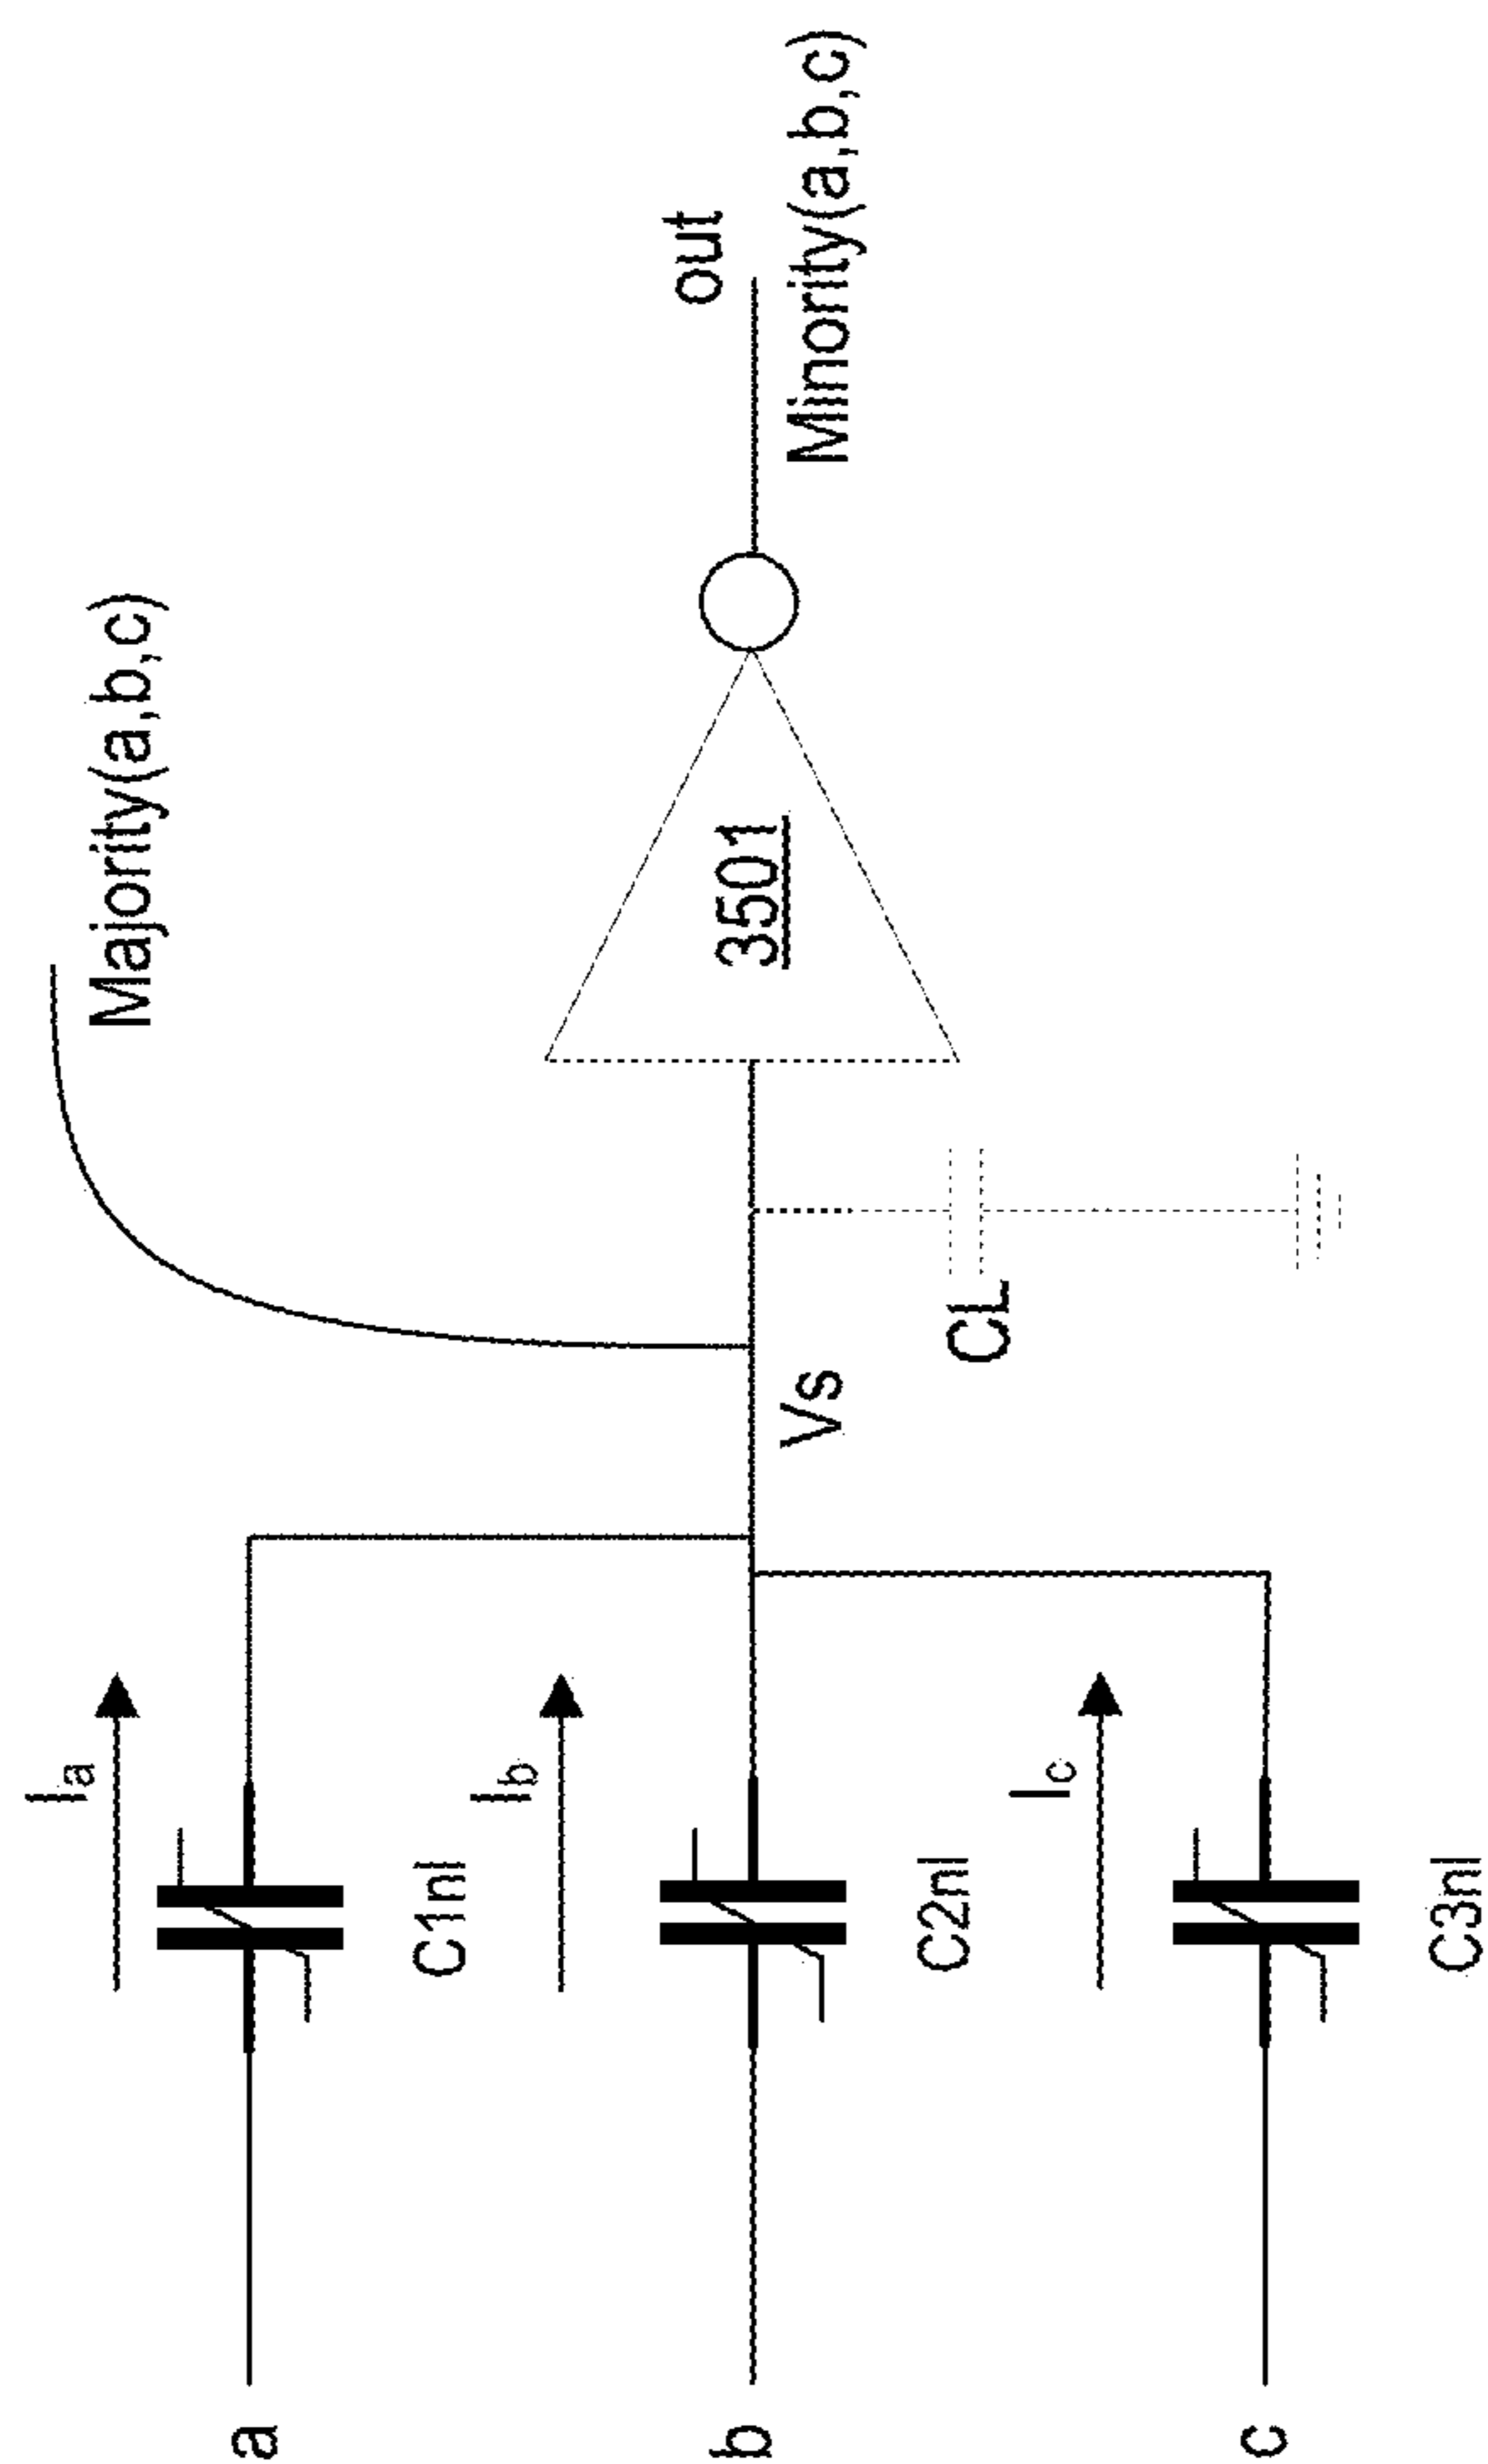 Majority(a,b,c)
Ia
a
C1nl
Ib
Vs
3501
out
b
C2nl
Minority(a,b,c)
Ic
CL
c
C3nl